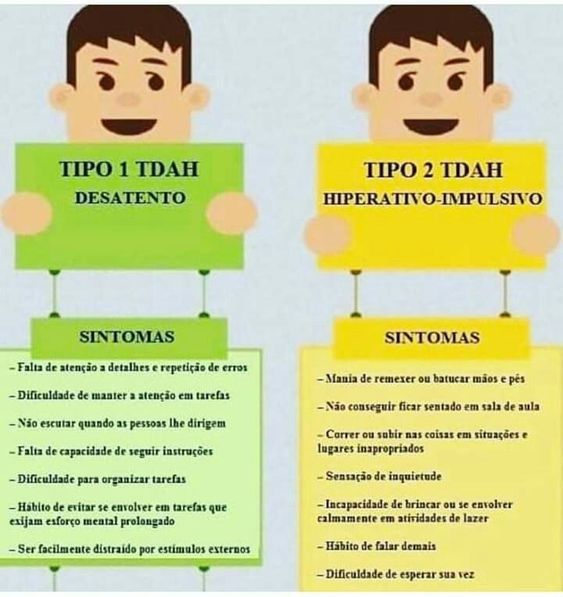 TIPO 1 TDAH
DESATENTO
SINTOMAS
– Falta de atenção a detalhes e repetição de erros
– Dificuldade de manter a atenção em tarefas
– Não escutar quando as pessoas lhe dirigem
– Falta de capacidade de seguir instruções
– Dificuldade para organizar tarefas
– Hábito de evitar se envolver em tarefas que
exijam esforço mental prolongado
– Ser facilmente distraído por estímulos externos
TIPO 2 TDAH
HIPERATIVO-IMPULSIVO
SINTOMAS
– Mania de remexer ou batucar mãos e pés
– Não conseguir ficar sentado em sala de aula
– Correr ou subir nas coisas em situações e
lugares inapropriados
– Sensação de inquietude
– Incapacidade de brincar ou se envolver
calmamente em atividades de lazer
– Hábito de falar demais
– Dificuldade de esperar sua vez